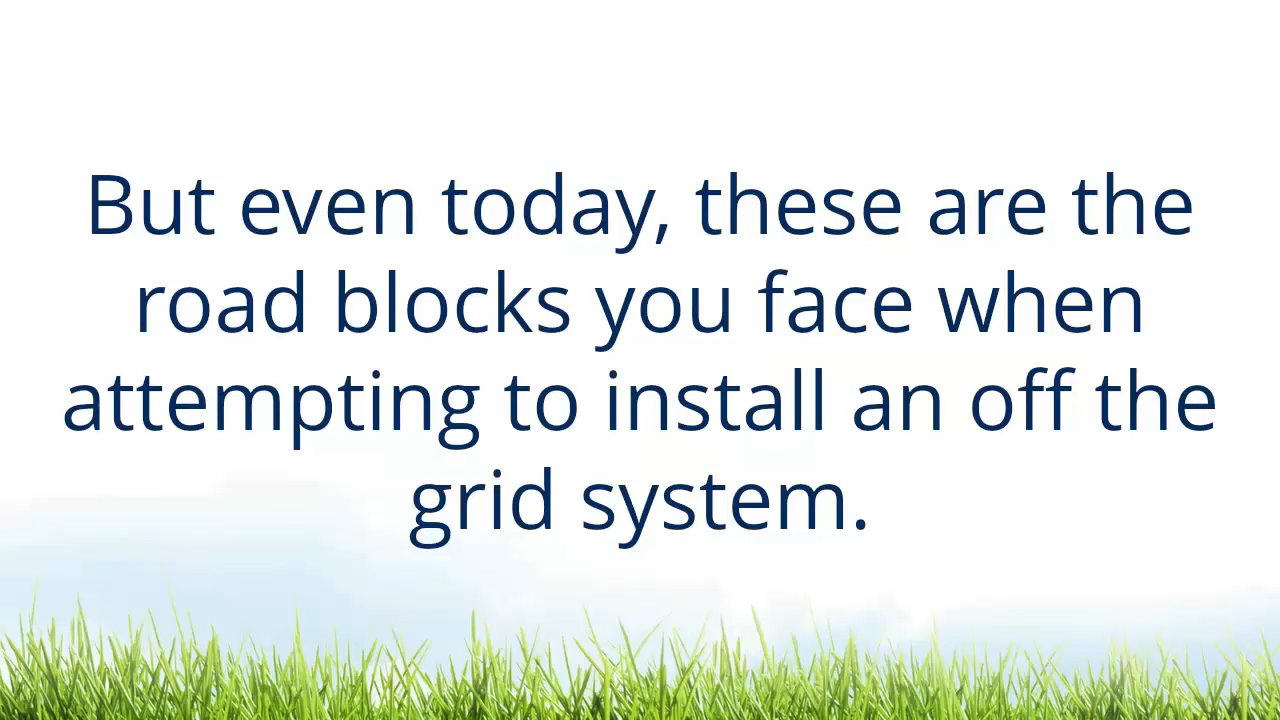 But even today, these are the
road blocks you face when
attempting to install an off the
grid system.